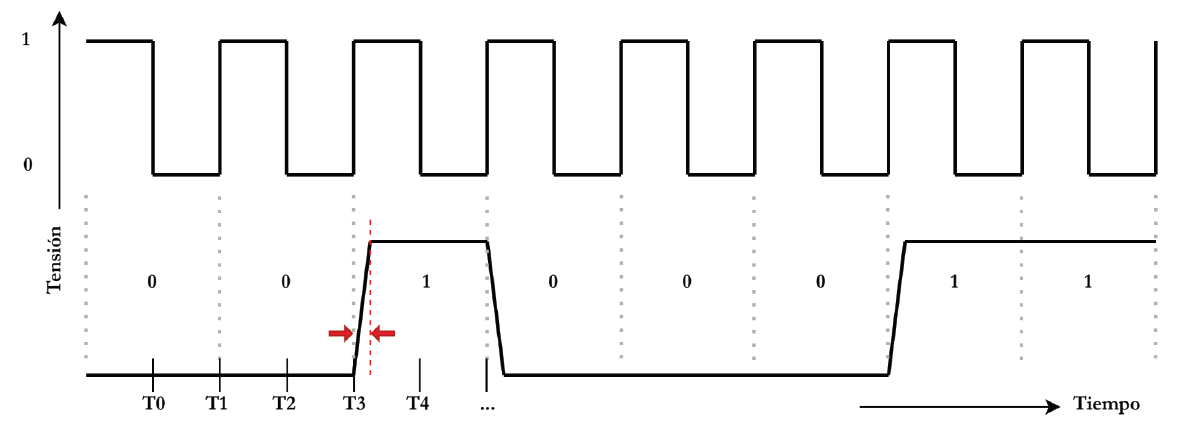 1
0
Tensión
0 0 1 0 0 0 1 1
T0 T1 T2 T3 T4 ...
Tiempo